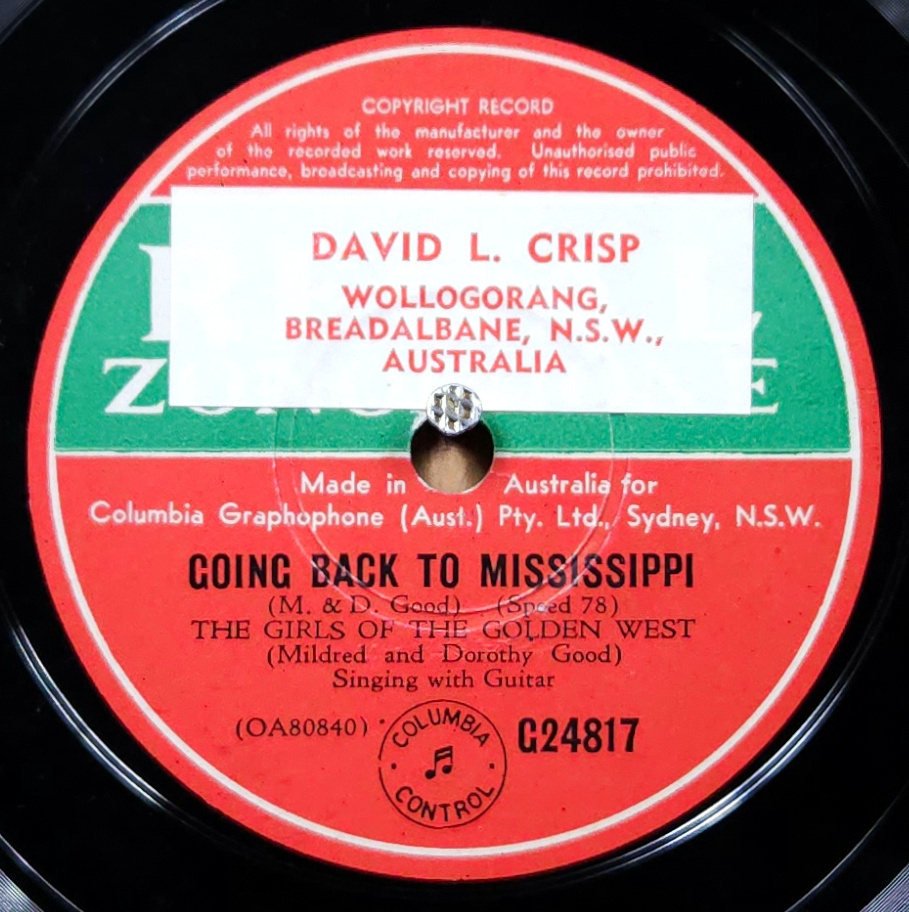 COPYRIGHT RECORD
All rights of the manufacturer and the owner
of the recorded work reserved. Unauthorised public
performance, broadcasting and copying of this record prohibited.
DAVID L. CRISP
WOLLOGORANG,
BREADALBANE, N.S.W.,
AUSTRALIA
Made in Australia for
Columbia Graphophone (Aust.) Pty. Ltd., Sydney, N.S.W.
GOING BACK TO MISSISSIPPI
(M. & D. Good) (Speed 78)
THE GIRLS OF THE GOLDEN WEST
(Mildred and Dorothy Good)
Singing with Guitar
(OA80840)
COLUMBIA
CONTROL
G24817